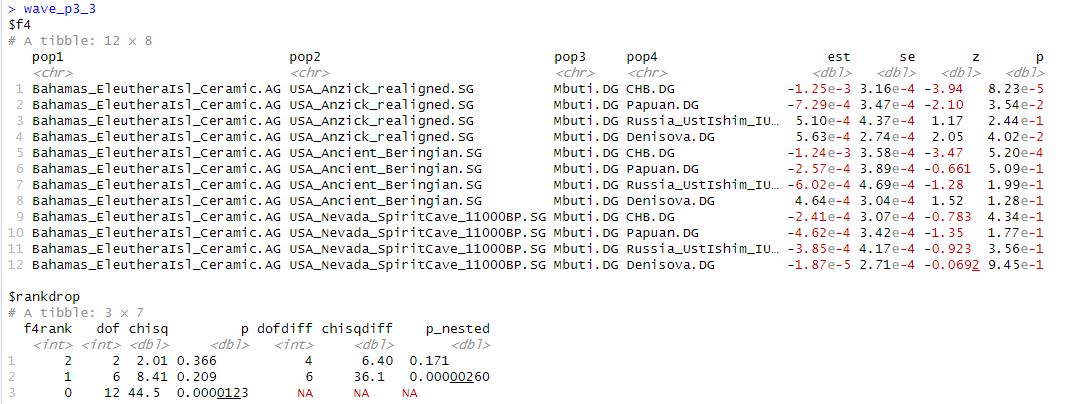 > wave_p3_3
$f4
# A tibble: 12 × 8
pop1 pop2 pop3 pop4 est se z p
<chr> <chr> <chr> <chr> <dbl> <dbl> <dbl> <dbl>
1 Bahamas_EleutheraIsl_Ceramic.AG USA_Anzick_realigned.SG Mbuti.DG CHB.DG -1.25e-3 3.16e-4 -3.94 8.23e-5
2 Bahamas_EleutheraIsl_Ceramic.AG USA_Anzick_realigned.SG Mbuti.DG Papuan.DG -7.29e-4 3.47e-4 -2.10 3.54e-2
3 Bahamas_EleutheraIsl_Ceramic.AG USA_Anzick_realigned.SG Mbuti.DG Russia_UstIshim_IU… 5.10e-4 4.37e-4 1.17 2.44e-1
4 Bahamas_EleutheraIsl_Ceramic.AG USA_Anzick_realigned.SG Mbuti.DG Denisova.DG 5.63e-4 2.74e-4 2.05 4.02e-2
5 Bahamas_EleutheraIsl_Ceramic.AG USA_Ancient_Beringian.SG Mbuti.DG CHB.DG -1.24e-3 3.58e-4 -3.47 5.20e-4
6 Bahamas_EleutheraIsl_Ceramic.AG USA_Ancient_Beringian.SG Mbuti.DG Papuan.DG -2.57e-4 3.89e-4 -0.661 5.09e-1
7 Bahamas_EleutheraIsl_Ceramic.AG USA_Ancient_Beringian.SG Mbuti.DG Russia_UstIshim_IU… -6.02e-4 4.69e-4 -1.28 1.99e-1
8 Bahamas_EleutheraIsl_Ceramic.AG USA_Ancient_Beringian.SG Mbuti.DG Denisova.DG 4.64e-4 3.04e-4 1.52 1.28e-1
9 Bahamas_EleutheraIsl_Ceramic.AG USA_Nevada_SpiritCave_11000BP.SG Mbuti.DG CHB.DG -2.41e-4 3.07e-4 -0.783 4.34e-1
10 Bahamas_EleutheraIsl_Ceramic.AG USA_Nevada_SpiritCave_11000BP.SG Mbuti.DG Papuan.DG -4.62e-4 3.42e-4 -1.35 1.77e-1
11 Bahamas_EleutheraIsl_Ceramic.AG USA_Nevada_SpiritCave_11000BP.SG Mbuti.DG Russia_UstIshim_IU… -3.85e-4 4.17e-4 -0.923 3.56e-1
12 Bahamas_EleutheraIsl_Ceramic.AG USA_Nevada_SpiritCave_11000BP.SG Mbuti.DG Denisova.DG -1.87e-5 2.71e-4 -0.0692 9.45e-1
$rankdrop
# A tibble: 3 × 7
f4rank dof chisq p dofdiff chisqdiff p_nested
<int> <int> <dbl> <dbl> <int> <dbl> <dbl>
1 2 2 2.01 0.366 4 6.40 0.171
2 1 6 8.41 0.209 6 36.1 0.00000260
3 0 12 44.5 0.0000123 NA NA NA